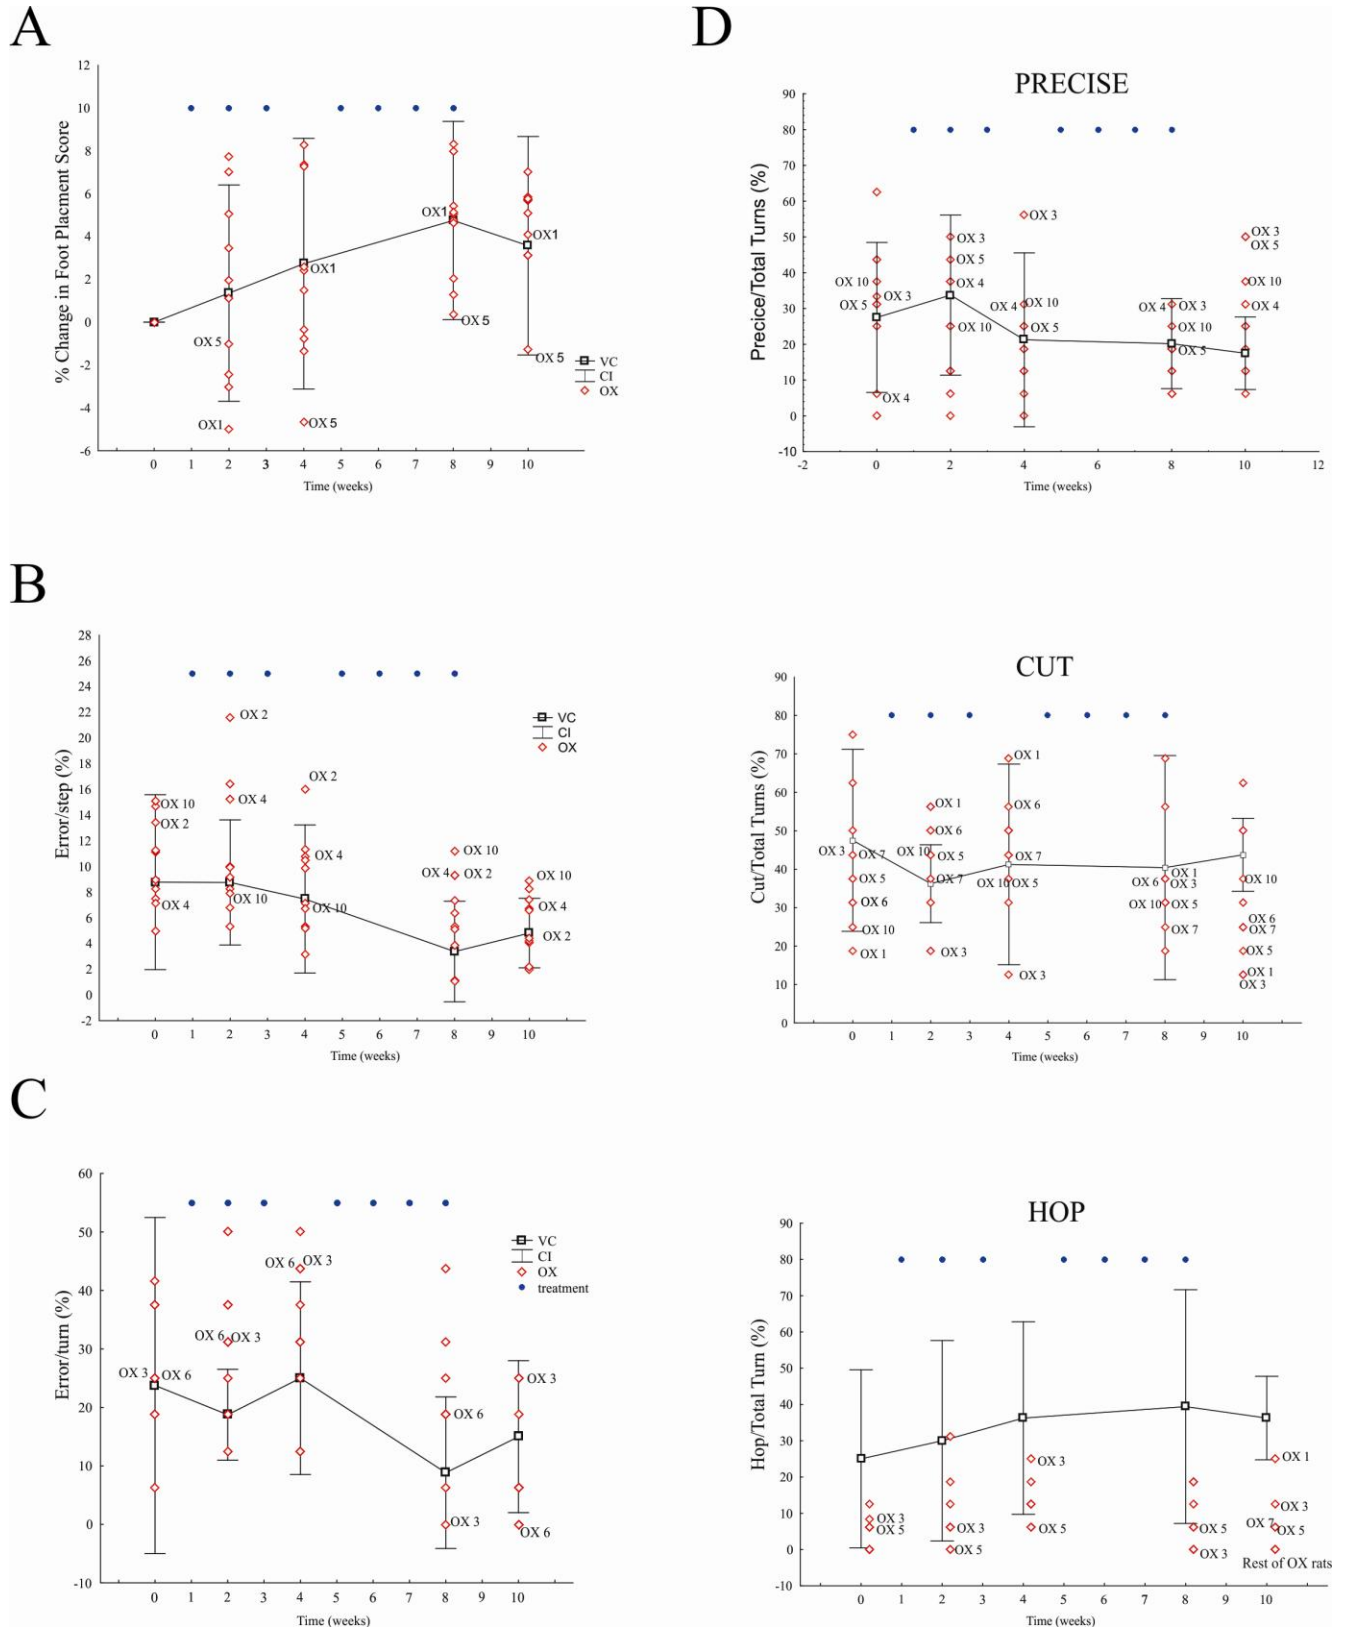 A
12
10
8
6
4
2
0
-2
-4
-6
% Change in Foot Placment Score
OX 5
OX1
OX1
OX5
OX1
OX 5
OX1
OX5
VC
CI
OX
0 1 2 3 4 5 6 7 8 9 10
Time (weeks)
B
28
26
24
22
20
18
16
14
12
10
8
6
4
2
0
-2
Error/step (%)
OX 10
OX 2
OX 4
OX 2
OX 4
OX 10
OX 2
OX 4
OX 10
OX 10
OX 4 OX 2
OX 10
OX 4
OX 2
VC
CI
OX
0 1 2 3 4 5 6 7 8 9 10
Time (weeks)
C
60
50
40
30
20
10
0
-10
Error/turn (%)
OX 3 OX 6
OX 6 OX 3
OX 6 OX 3
OX 6
OX 3
OX 3
OX 6
VC
CI
OX
treatment
0 1 2 3 4 5 6 7 8 9 10
Time (weeks)
D
PRECISE
90
80
70
60
50
40
30
20
10
0
-10
Precice/Total Turns (%)
OX 10
OX 3
OX 5
OX 4
OX 3
OX 5
OX 4
OX 10
OX 3
OX 4 OX 10
OX 5
OX 4 OX 3
OX 10
OX 5
OX 3
OX 5
OX 10
OX 4
-2 0 2 4 6 8 10 12
Time (weeks)
CUT
90
80
70
60
50
40
30
20
10
0
Cut/Total Turns (%)
OX 3 OX 7
OX 5
OX 6
OX 10
OX 1
OX 1
OX 6
OX 10 OX 5
OX 7
OX 3
OX 1
OX 6
OX 7
OX 10 OX 5
OX 3
OX 1
OX 6 OX 3
OX 10 OX 5
OX 7
OX 10
OX 6
OX 7
OX 5
OX 1
OX 3
0 1 2 3 4 5 6 7 8 9 10
Time (weeks)
HOP
90
80
70
60
50
40
30
20
10
0
-10
Hop/Total Turn (%)
OX 3
OX 5
OX 3
OX 5
OX 3
OX 5
OX 5
OX 3
OX 1
OX 3
OX 7 OX 5
Rest of OX rats
0 1 2 3 4 5 6 7 8 9 10
Time (weeks)